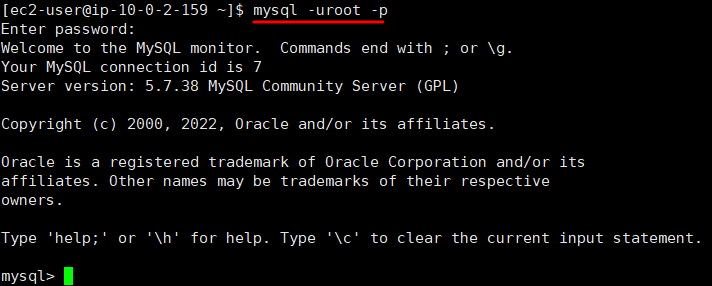 [ec2-user@ip-10-0-2-159 ~]$ mysql -uroot -p
Enter password:
Welcome to the MySQL monitor.  Commands end with ; or \g.
Your MySQL connection id is 7
Server version: 5.7.38 MySQL Community Server (GPL)
Copyright (c) 2000, 2022, Oracle and/or its affiliates.
Oracle is a registered trademark of Oracle Corporation and/or its
affiliates. Other names may be trademarks of their respective
owners.
Type 'help;' or '\h' for help. Type '\c' to clear the current input statement.
mysql>